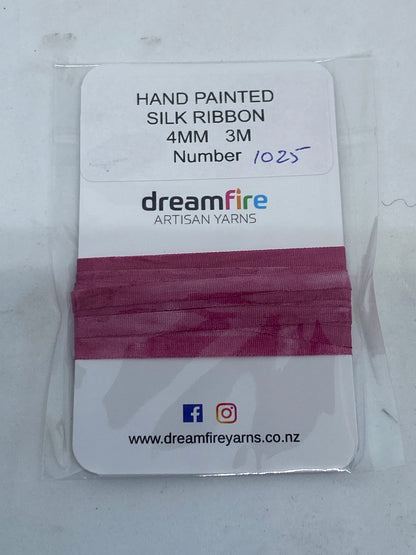 HAND PAINTED
SILK RIBBON
4MM 3M
Number 1025
dreamfire
ARTISAN YARNS
www.dreamfireyarns.co.nz